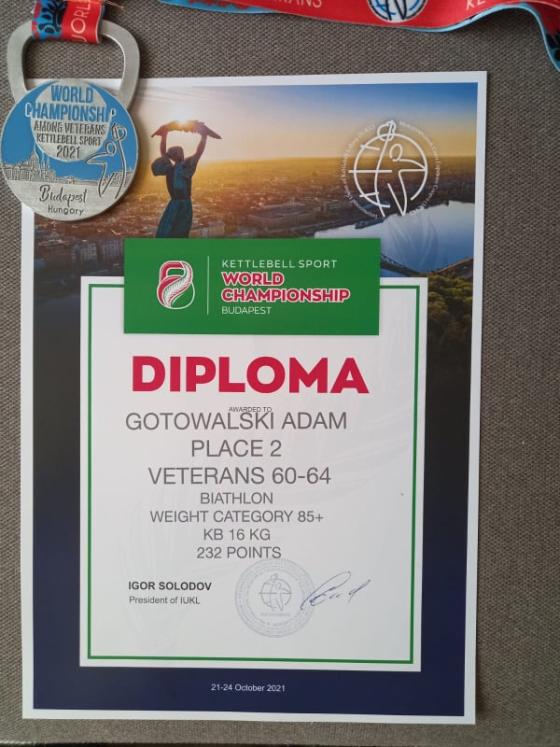 WORLD
CHAMPIONSHIP
AMONG VETERANS
KETTLEBELL SPORT
2021
Budapest
Hungary
KETTLEBELL SPORT
WORLD
CHAMPIONSHIP
BUDAPEST
DIPLOMA
AWARDED TO
GOTOWALSKI ADAM
PLACE 2
VETERANS 60-64
BIATHLON
WEIGHT CATEGORY 85+
KB 16 KG
232 POINTS
IGOR SOLODOV
President of IUKL
21-24 October 2021